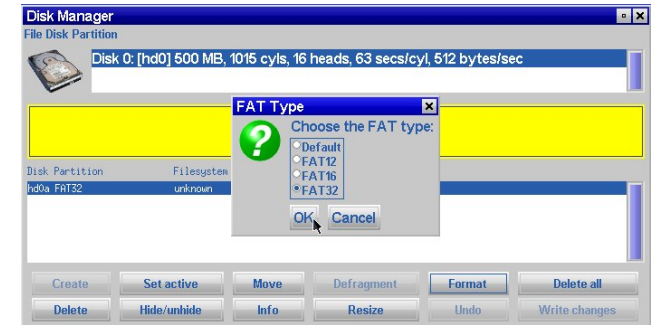 Disk Manager
File Disk Partition
Disk 0: [hd0] 500 MB, 1015 cyls, 16 heads, 63 secs/cyl, 512 bytes/sec
FAT Type
Choose the FAT type:
Default
FAT12
FAT16
FAT32
OK Cancel
Disk Partition Filesystem
hd0a FAT32 unknown
Create Set active Move Defragment Format Delete all
Delete Hide/unhide Info Resize Undo Write changes